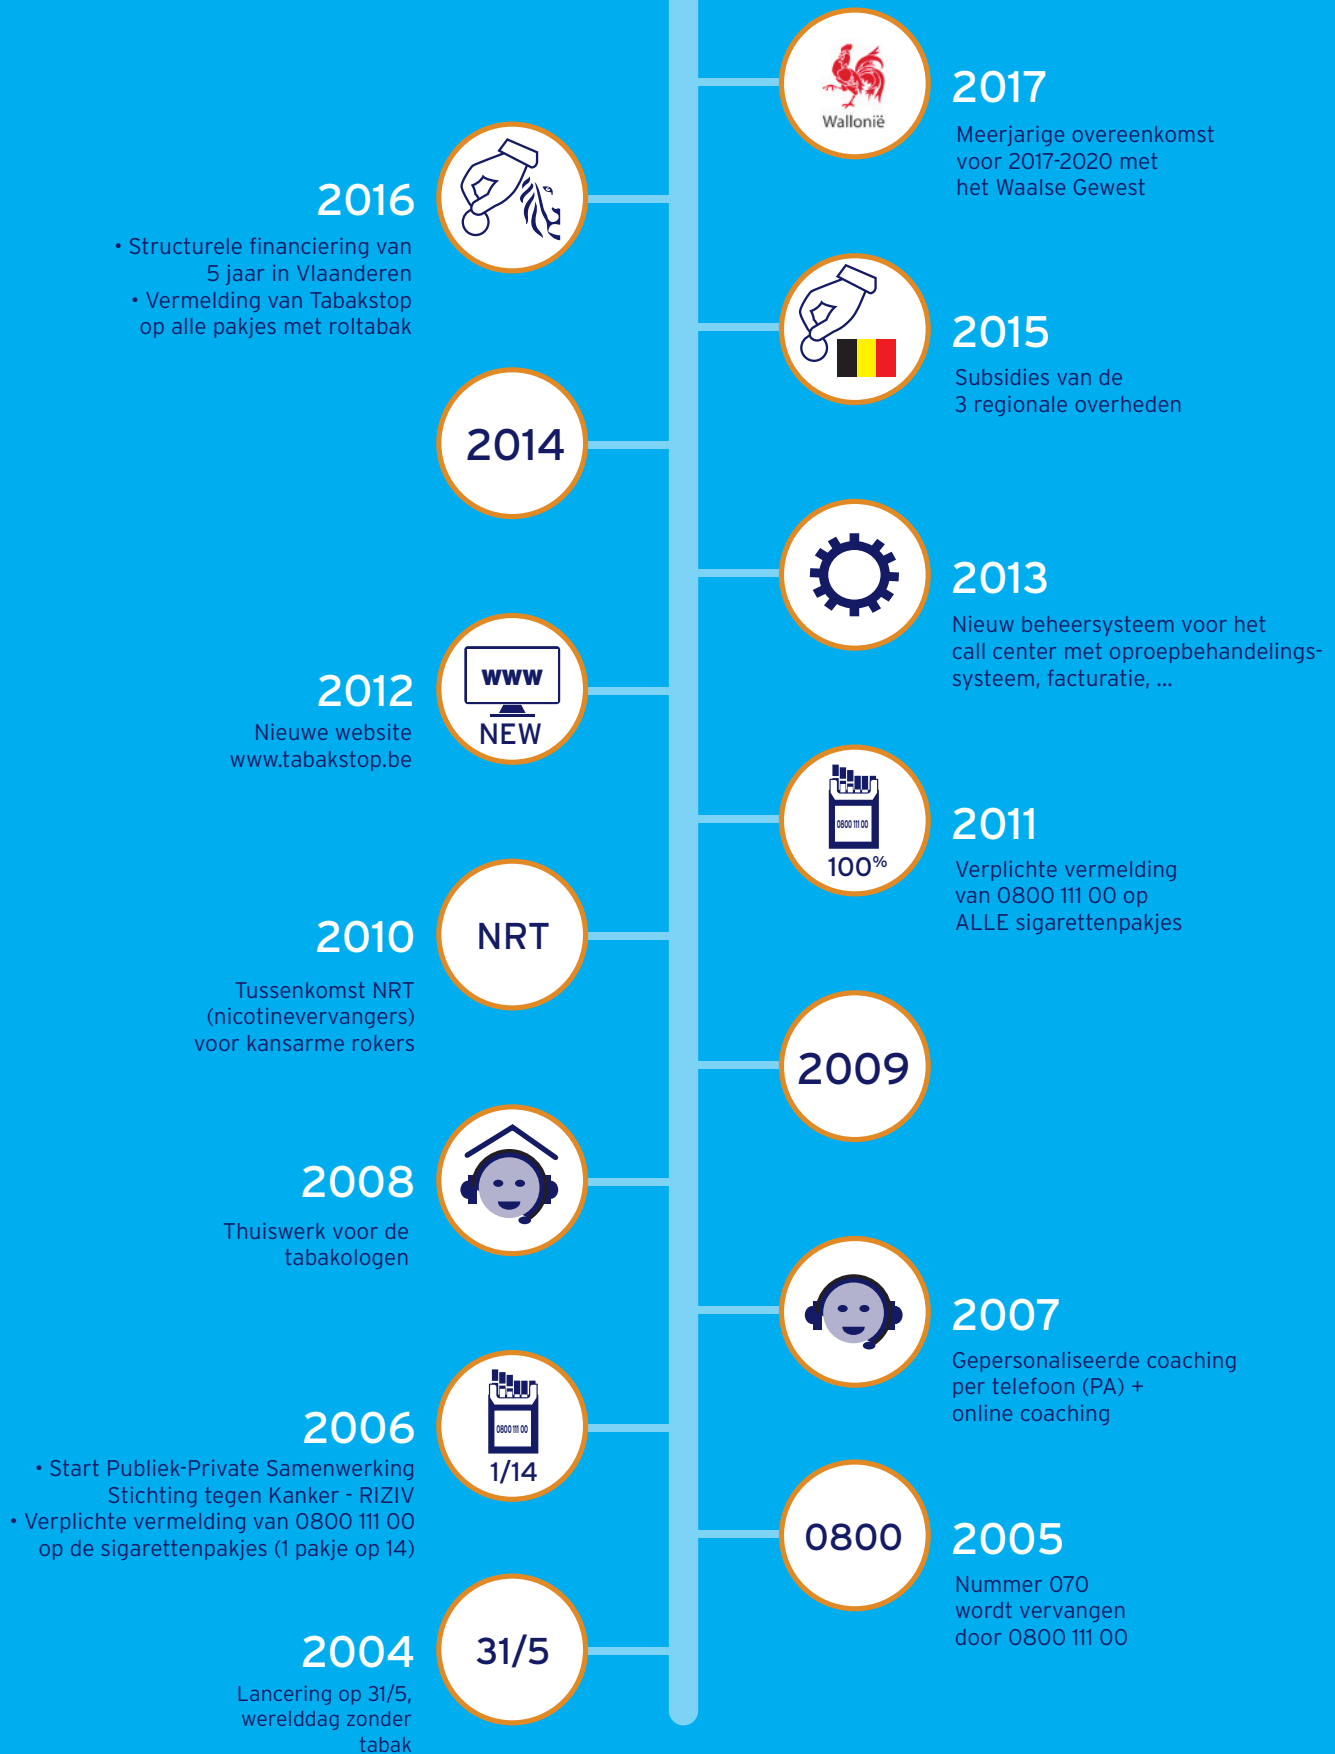 Wallonië
2017
Meerjarige overeenkomst
voor 2017-2020 met
het Waalse Gewest
2016
• Structurele financiering van
5 jaar in Vlaanderen
• Vermelding van Tabakstop
op alle pakjes met roltabak
2015
Subsidies van de
3 regionale overheden
2014
2013
Nieuw beheersysteem voor het
call center met oproepbehandelings-
systeem, facturatie, ...
www
NEW
2012
Nieuwe website
www.tabakstop.be
0800 111 00
100%
2011
Verplichte vermelding
van 0800 111 00 op
ALLE sigarettenpakjes
NRT
2010
Tussenkomst NRT
(nicotinevervangers)
voor kansarme rokers
2009
2008
Thuiswerk voor de
tabakologen
2007
Gepersonaliseerde coaching
per telefoon (PA) +
online coaching
0800 111 00
1/14
2006
• Start Publiek-Private Samenwerking
Stichting tegen Kanker - RIZIV
• Verplichte vermelding van 0800 111 00
op de sigarettenpakjes (1 pakje op 14)
0800
2005
Nummer 070
wordt vervangen
door 0800 111 00
31/5
2004
Lancering op 31/5,
werelddag zonder
tabak